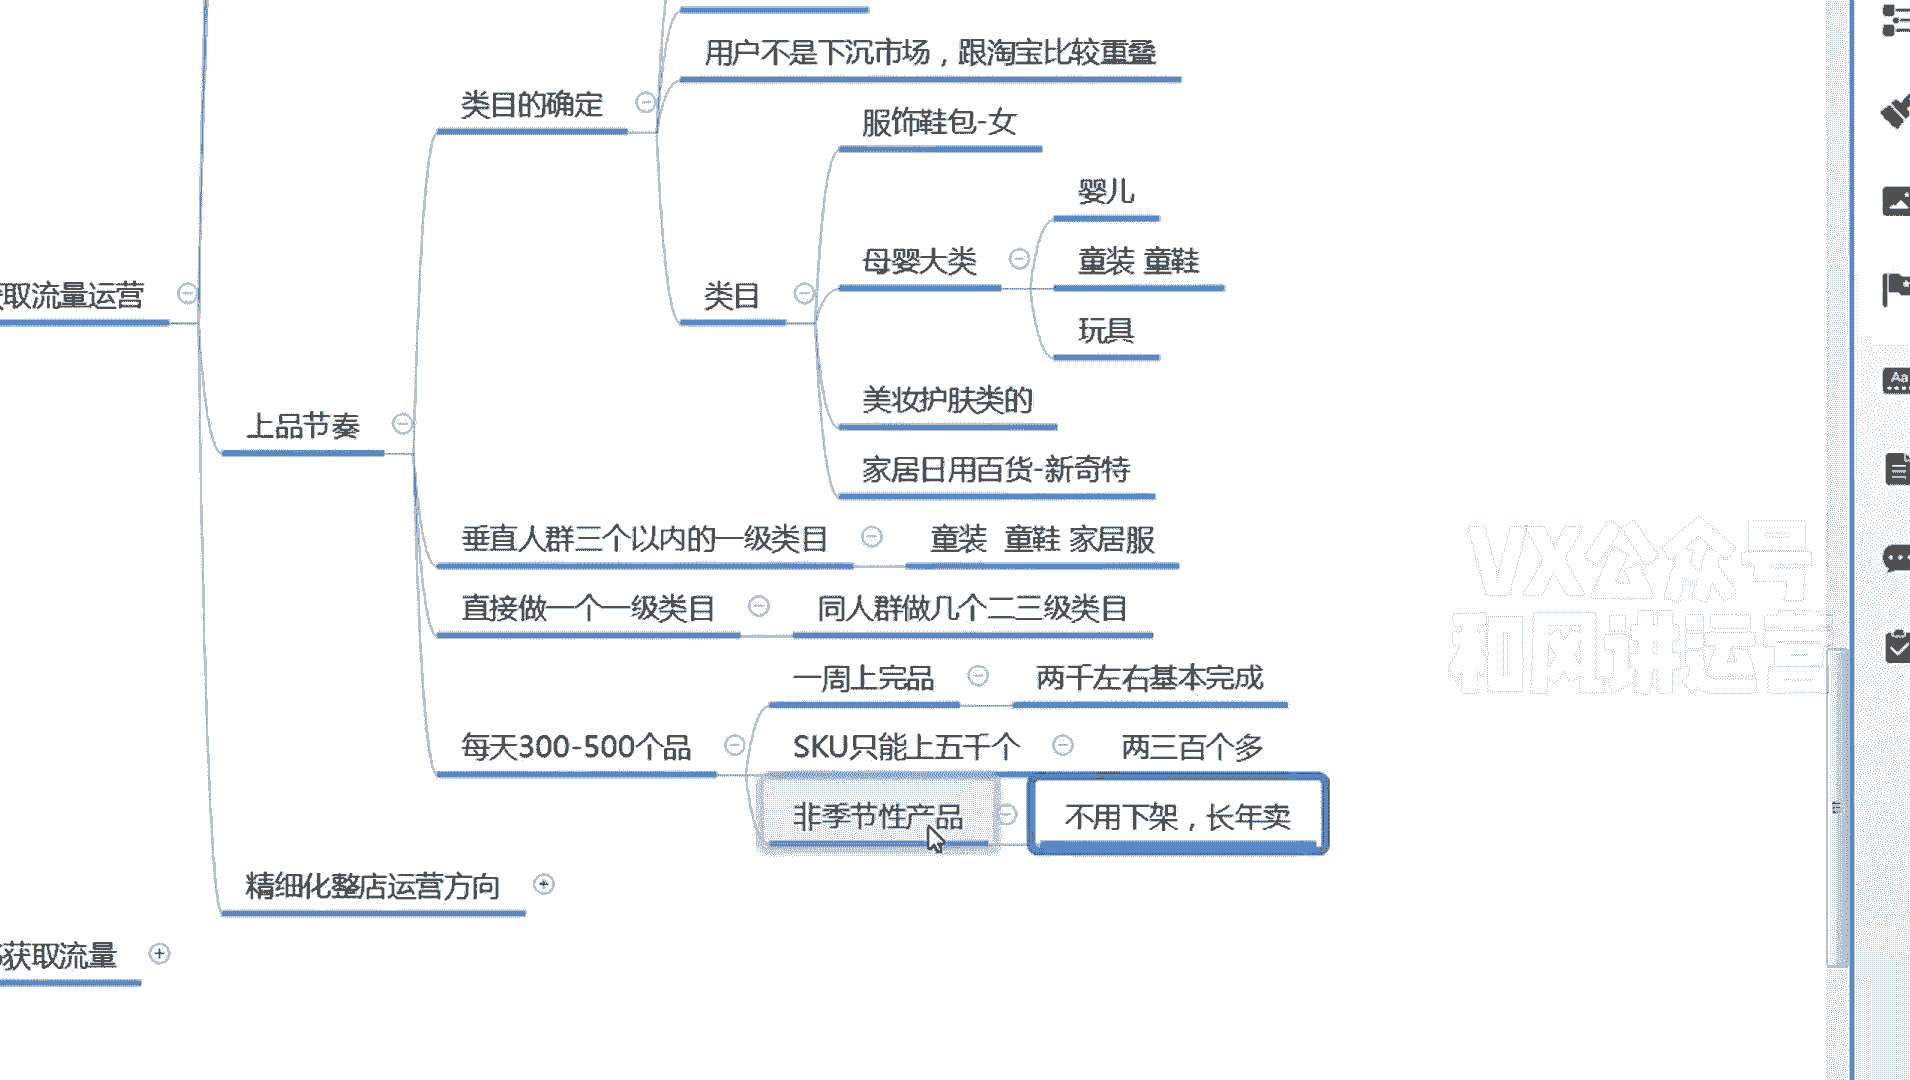 用户不是下沉市场，跟淘宝比较重叠
类目的确定
服饰鞋包-女
婴儿
母婴大类
童装 童鞋
取流量运营
类目
玩具
美妆护肤类的
上品节奏
家居日用百货-新奇特
垂直人群三个以内的一级类目
童装 童鞋 家居服
直接做一个一级类目
同人群做几个二三级类目
VX公众号
和风讲运营
一周上完品
两千左右基本完成
每天300-500个品
SKU只能上五千个
两三百个多
非季节性产品
不用下架，长年卖
精细化整店运营方向
获取流量
Aa